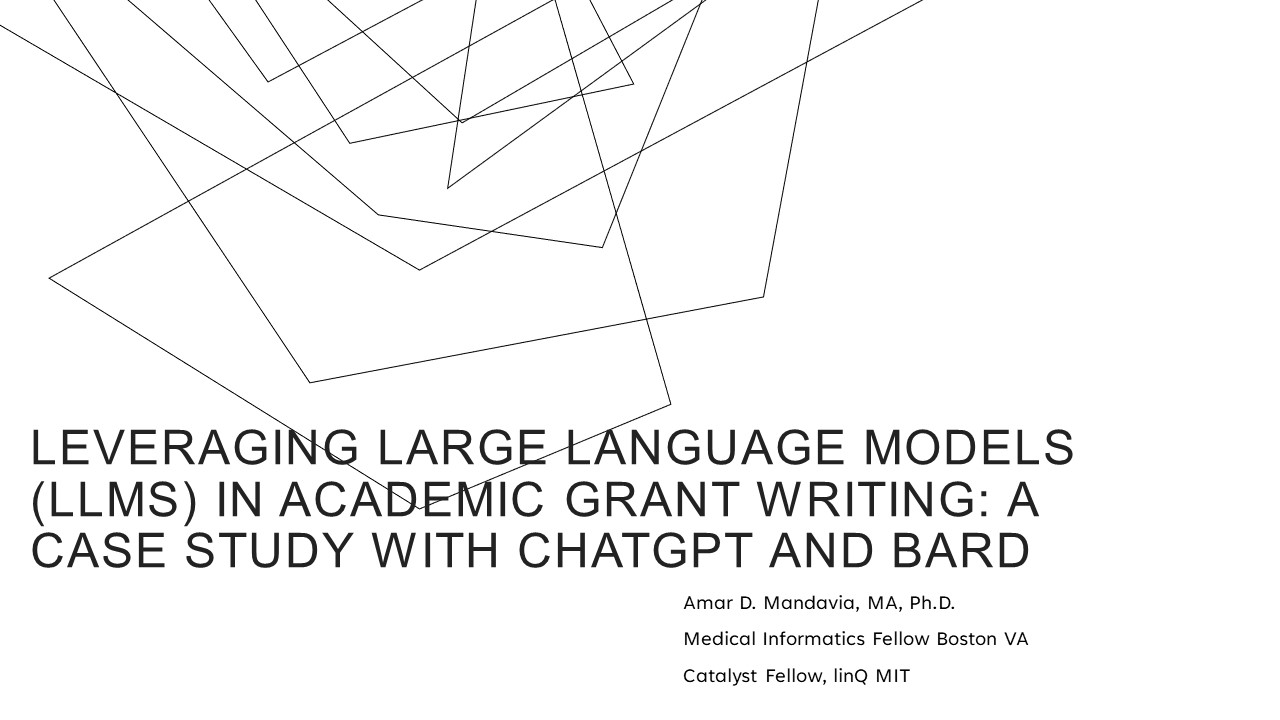 LEVERAGING LARGE LANGUAGE MODELS
(LLMS) IN ACADEMIC GRANT WRITING: A
CASE STUDY WITH CHATGPT AND BARD
Amar D. Mandavia, MA, Ph.D.
Medical Informatics Fellow Boston VA
Catalyst Fellow, linQ MIT